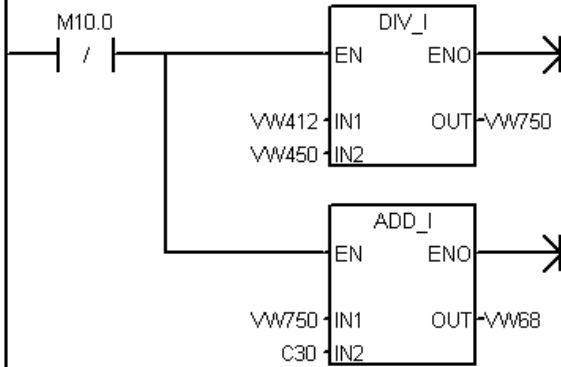 M10.0
/
DIV_I
EN ENO
VW412 IN1 OUT VW750
VW450 IN2
ADD_I
EN ENO
VW750 IN1 OUT VW68
C30 IN2